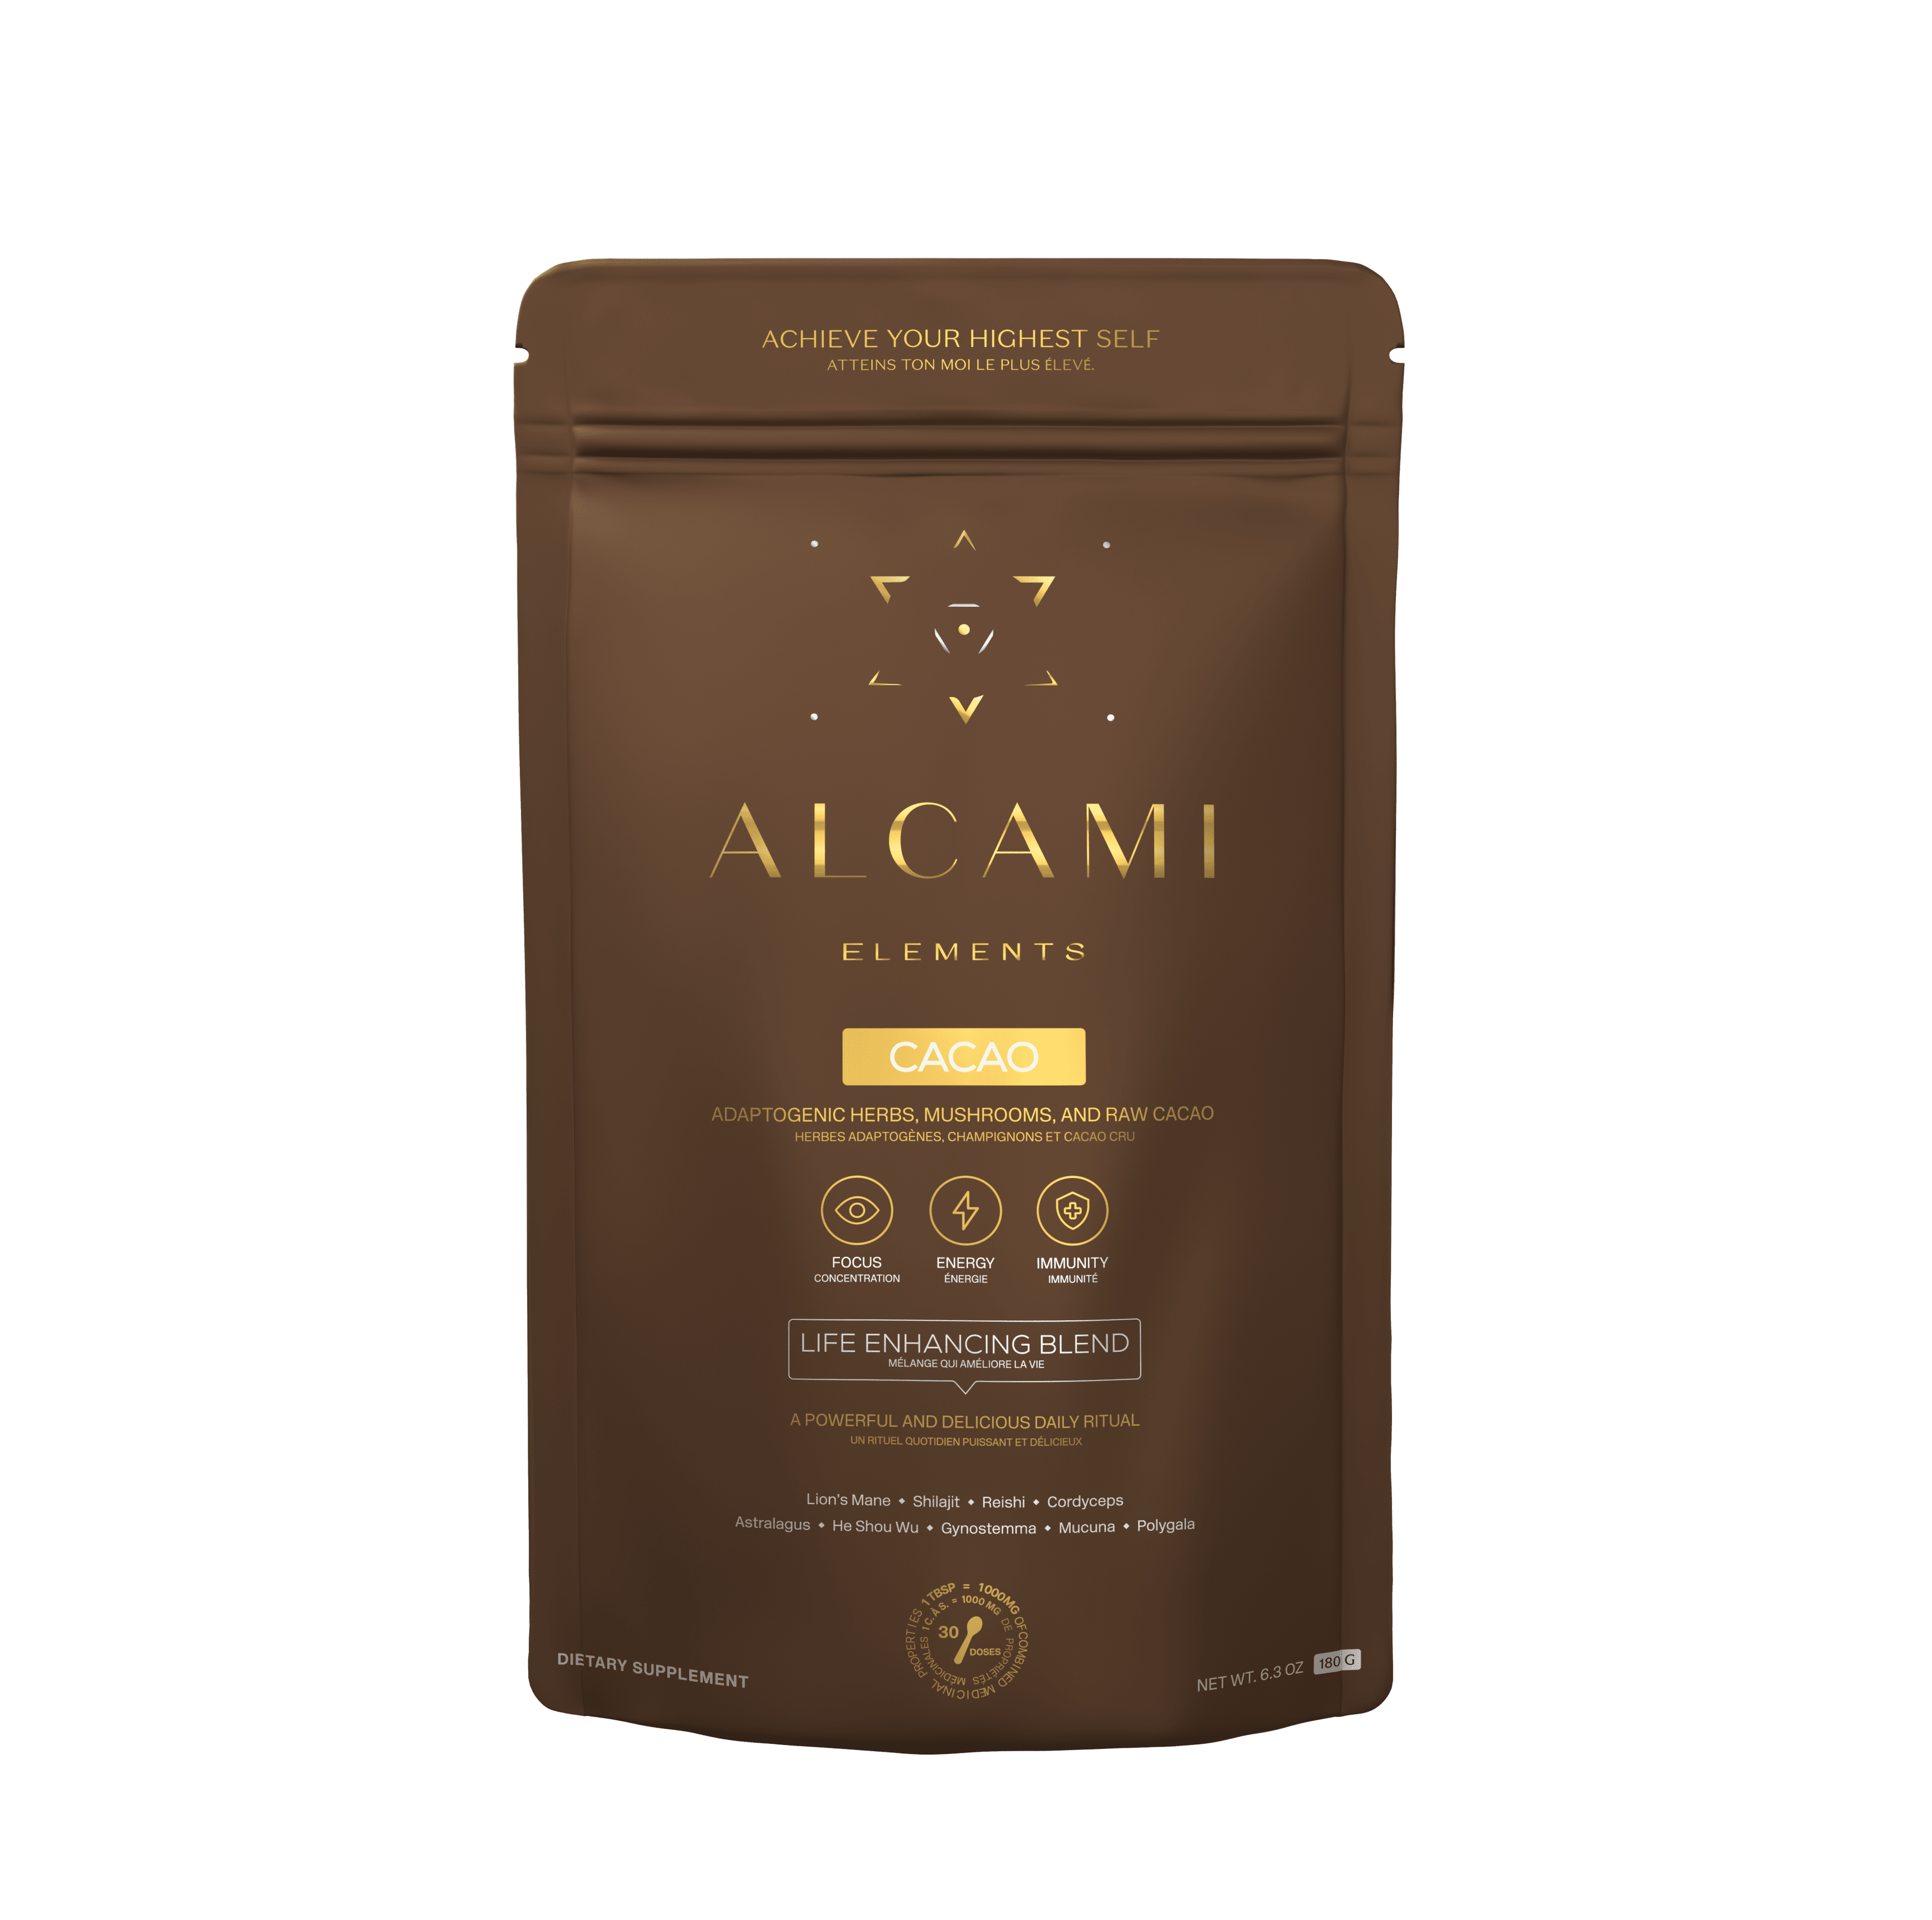 ACHIEVE YOUR HIGHEST SELF
ATTEINS TON MOI LE PLUS ÉLEVÉ.
ALCAMI
ELEMENTS
CACAO
ADAPTOGENIC HERBS, MUSHROOMS, AND RAW CACAO
HERBES ADAPTOGÈNES, CHAMPIGNONS ET CACAO CRU
FOCUS ENERGY IMMUNITY
CONCENTRATION ÉNERGIE IMMUNITÉ
LIFE ENHANCING BLEND
MÉLANGE QUI AMÉLIORE LA VIE
A POWERFUL AND DELICIOUS DAILY RITUAL
UN RITUEL QUOTIDIEN PUISSANT ET DÉLICIEUX
Lion's Mane ◆ Shilajit ◆ Reishi ◆ Cordyceps
Astralagus ◆ He Shou Wu ◆ Gynostemma ◆ Mucuna ◆ Polygala
1 TBSP = 1000MG OF COMBINED MEDICINAL PROPERTIES
1 C. À S. = 1000 MG DE PROPRIÉTÉS MÉDICINALES
30 DOSES
DIETARY SUPPLEMENT
NET WT. 6.3 OZ 180 G